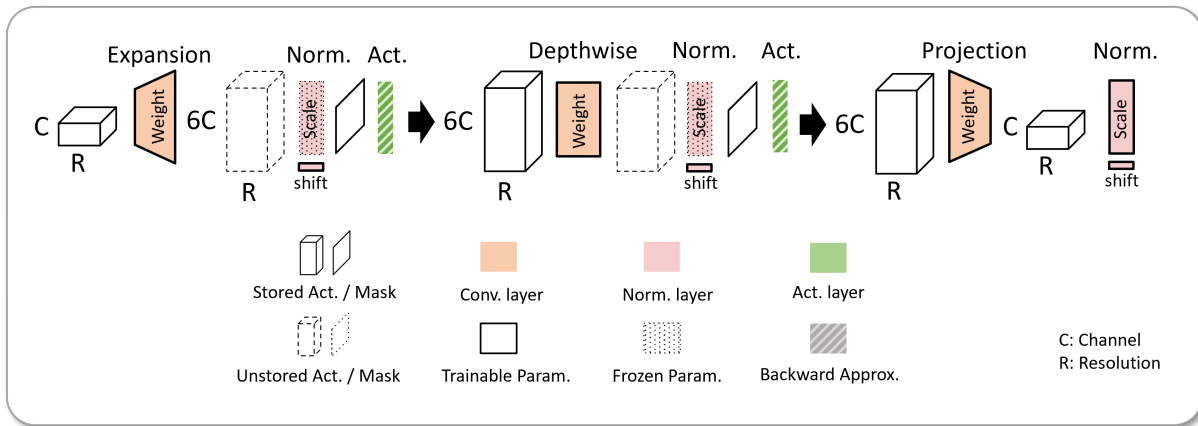 Expansion Norm. Act. Depthwise Norm. Act. Projection Norm.
C Weight 6C Scale 6C Weight Scale 6C Weight C Scale
R R shift R shift R R shift
Stored Act. / Mask Conv. layer Norm. layer Act. layer
Unstored Act. / Mask Trainable Param. Frozen Param. Backward Approx.
C: Channel
R: Resolution